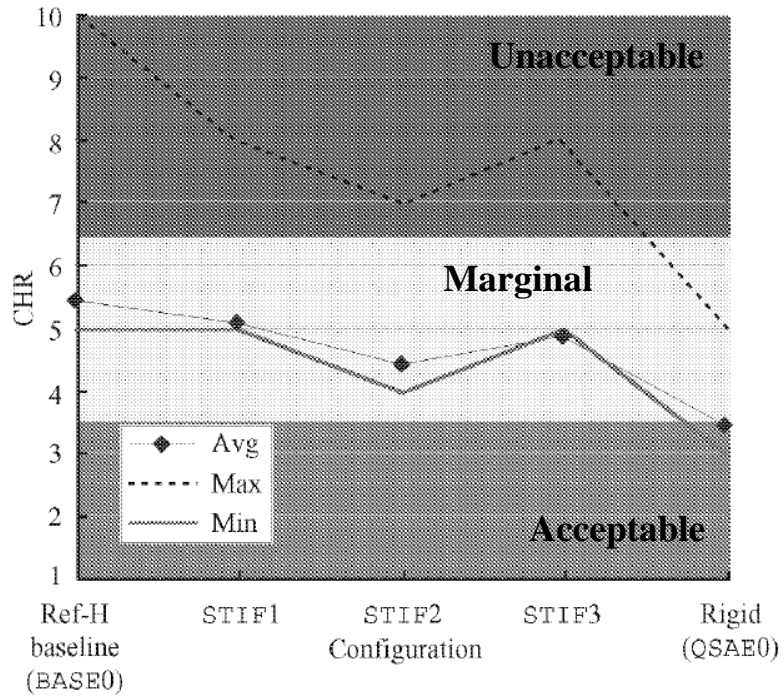 10
9
8
7
6
5
4
3
2
1
CHR
Unacceptable
Marginal
Acceptable
Avg
Max
Min
Ref-H
baseline
(BASE0)
STIF1
STIF2
STIF3
Rigid
(QSAE0)
Configuration